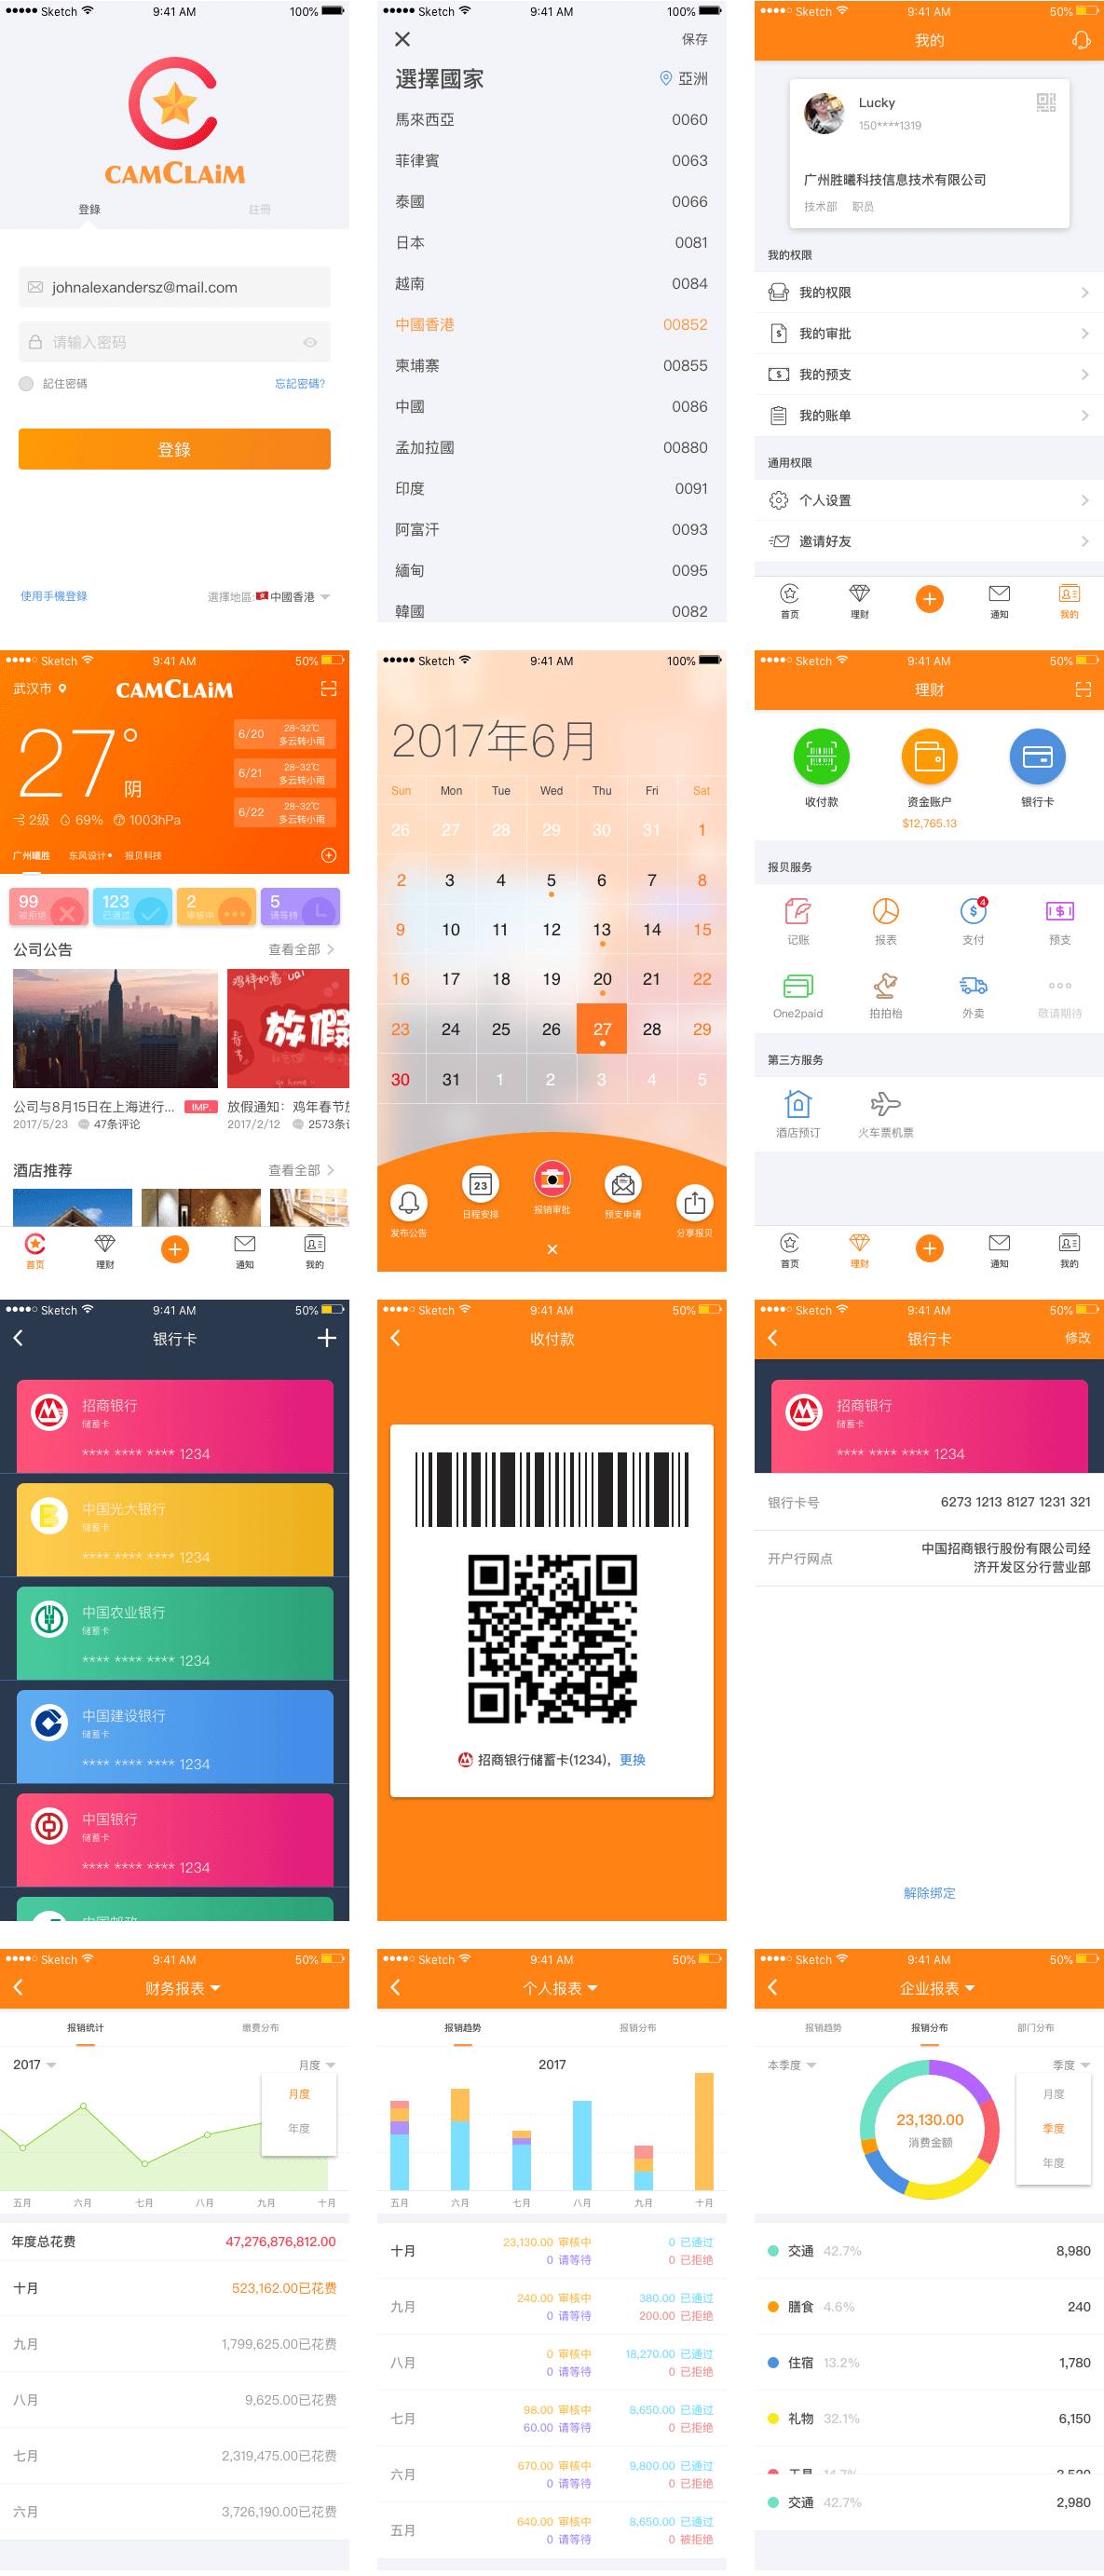 Sketch 9:41 AM 100%
CAMCLAiM
登錄 註冊
johnalexandersz@mail.com
请输入密码
記住密碼 忘記密碼?
登錄
使用手機登錄 選擇地區: 中國香港
Sketch 9:41 AM 100%
保存
選擇國家 亞洲
馬來西亞 0060
菲律賓 0063
泰國 0066
日本 0081
越南 0084
中國香港 00852
柬埔寨 00855
中國 0086
孟加拉國 00880
印度 0091
阿富汗 0093
緬甸 0095
韓國 0082
Sketch 9:41 AM 50%
我的
Lucky
150****1319
广州胜曦科技信息技术有限公司
技术部 职员
我的权限
我的权限
我的审批
我的预支
我的账单
通用权限
个人设置
邀请好友
首页 理财 通知 我的
Sketch 9:41 AM 50%
武汉市 CAMCLAiM
27°
阴
6/20 28-32℃ 多云转小雨
6/21 28-32℃ 多云转小雨
6/22 28-32℃ 多云转小雨
2级 69% 1003hPa
广州曦胜 东风设计 报贝科技
99 被拒绝
123 已通过
2 审核中
5 请等待
公司公告 查看全部
鸡祥如意
放假
go home
公司与8月15日在上海进行... IMP.
2017/5/23 47条评论
放假通知：鸡年春节放
2017/2/12 2573条评
酒店推荐 查看全部
首页 理财 通知 我的
Sketch 9:41 AM 100%
2017年6月
Sun Mon Tue Wed Thu Fri Sat
26 27 28 29 30 31 1
2 3 4 5 6 7 8
9 10 11 12 13 14 15
16 17 18 19 20 21 22
23 24 25 26 27 28 29
30 31 1 2 3 4 5
23
发布公告 日程安排 报销审批 预支申请 分享报贝
Sketch 9:41 AM 50%
理财
收付款 资金账户 银行卡
$12,765.13
报贝服务
4
记账 报表 支付 预支
One2paid 拍拍枱 外卖 敬请期待
第三方服务
酒店预订 火车票机票
首页 理财 通知 我的
Sketch 9:41 AM 50%
银行卡
招商银行
储蓄卡
**** **** **** 1234
中国光大银行
储蓄卡
**** **** **** 1234
中国农业银行
储蓄卡
**** **** **** 1234
中国建设银行
储蓄卡
**** **** **** 1234
中国银行
储蓄卡
**** **** **** 1234
中国邮政
Sketch 9:41 AM 50%
收付款
招商银行储蓄卡(1234)，更换
Sketch 9:41 AM 50%
银行卡 修改
招商银行
储蓄卡
**** **** **** 1234
银行卡号 6273 1213 8127 1231 321
开户行网点 中国招商银行股份有限公司经
济开发区分行营业部
解除绑定
Sketch 9:41 AM 50%
财务报表
报销统计 缴费分布
2017 月度
月度
年度
五月 六月 七月 八月 九月 十月
年度总花费 47,276,876,812.00
十月 523,162.00已花费
九月 1,799,625.00已花费
八月 9,625.00已花费
七月 2,319,475.00已花费
六月 3,726,190.00已花费
Sketch 9:41 AM 50%
个人报表
报销趋势 报销分布
2017
五月 六月 七月 八月 九月 十月
十月 23,130.00 审核中 0 已通过
0 请等待 0 已拒绝
九月 240.00 审核中 380.00 已通过
0 请等待 200.00 已拒绝
八月 0 审核中 18,270.00 已通过
0 请等待 0 已拒绝
七月 98.00 审核中 8,650.00 已通过
60.00 请等待 0 已拒绝
六月 670.00 审核中 9,800.00 已通过
0 请等待 0 已拒绝
五月 640.00 审核中 8,650.00 已通过
0 请等待 0 被拒绝
Sketch 9:41 AM 50%
企业报表
报销趋势 报销分布 部门分布
本季度 季度
23,130.00
消费金额
月度
季度
年度
交通 42.7% 8,980
膳食 4.6% 240
住宿 13.2% 1,780
礼物 32.1% 6,150
工具 14.7% 3,520
交通 42.7% 2,980